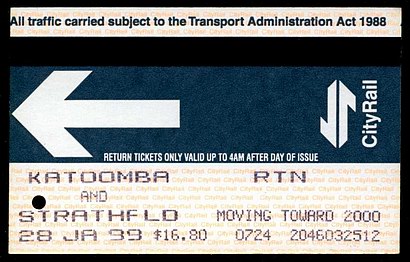 All traffic carried subject to the Transport Administration Act 1988
CityRail
RETURN TICKETS ONLY VALID UP TO 4AM AFTER DAY OF ISSUE
KATOOMBA RTN
AND
STRATHFLD MOVING TOWARD 2000
28 JA 99 $16.80 0724 2046032512